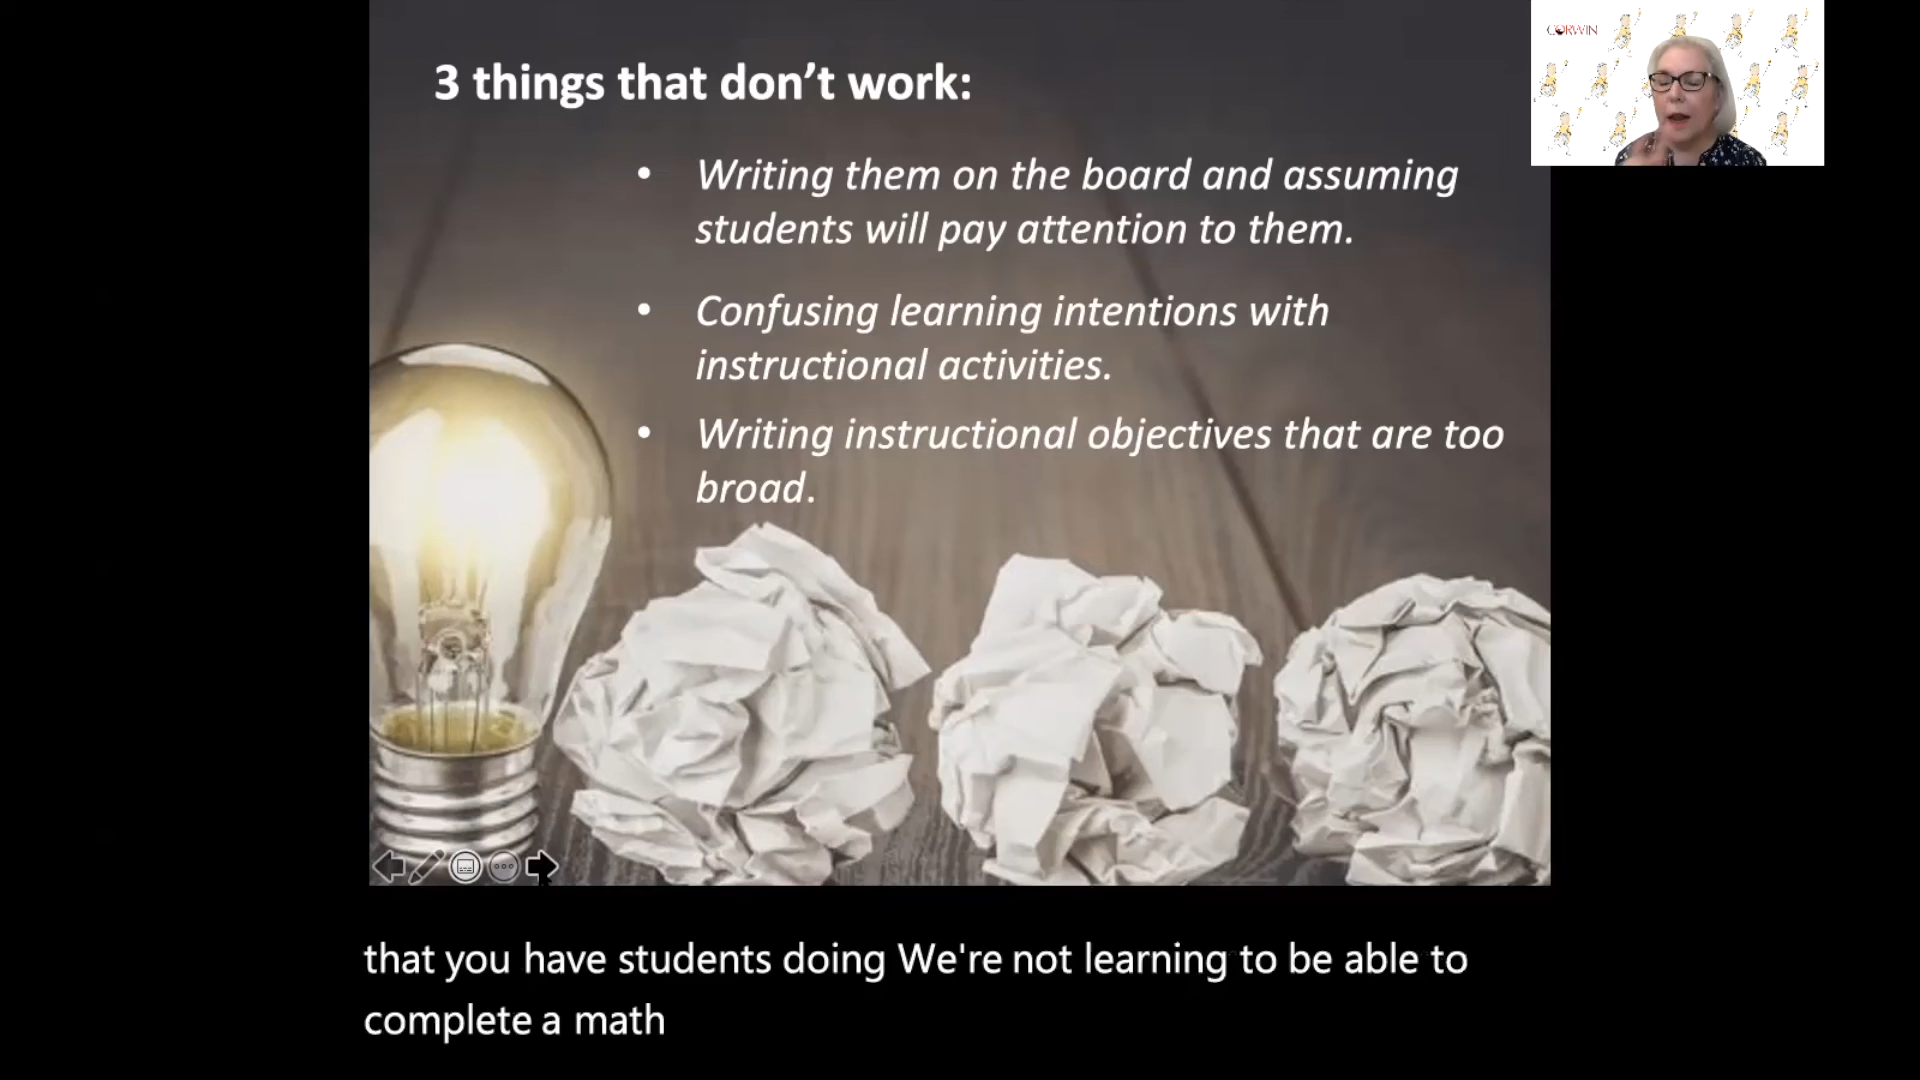 3 things that don’t work:
CORWIN
• Writing them on the board and assuming
students will pay attention to them.
• Confusing learning intentions with
instructional activities.
• Writing instructional objectives that are too
broad.
that you have students doing We're not learning to be able to
complete a math